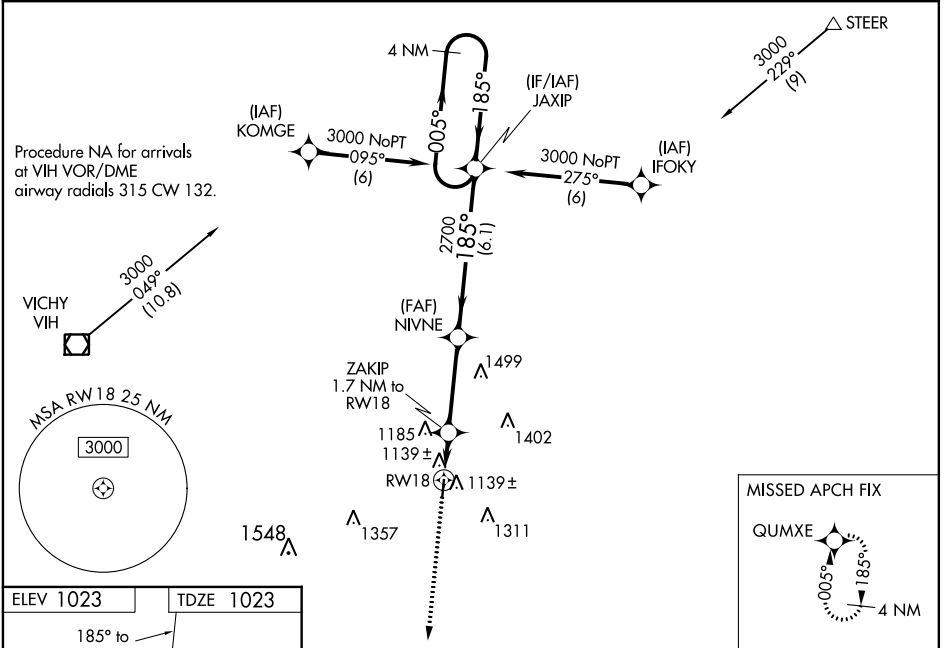 STEER
3000
229°
(9)
4 NM
005°
185°
(IF/IAF)
JAXIP
(IAF)
KOMGE
3000 NoPT
095°
(6)
3000 NoPT
275°
(6)
(IAF)
IFOKY
Procedure NA for arrivals
at VIH VOR/DME
airway radials 315 CW 132.
2700
185°
(6.1)
3000
049°
(10.8)
VICHY
VIH
(FAF)
NIVNE
1499
ZAKIP
1.7 NM to
RW18
1402
1185
1139 ±
RW18
1139 ±
MSA RW18 25 NM
3000
1357
1311
1548
MISSED APCH FIX
QUMXE
005°
185°
4 NM
ELEV 1023
TDZE 1023
185° to